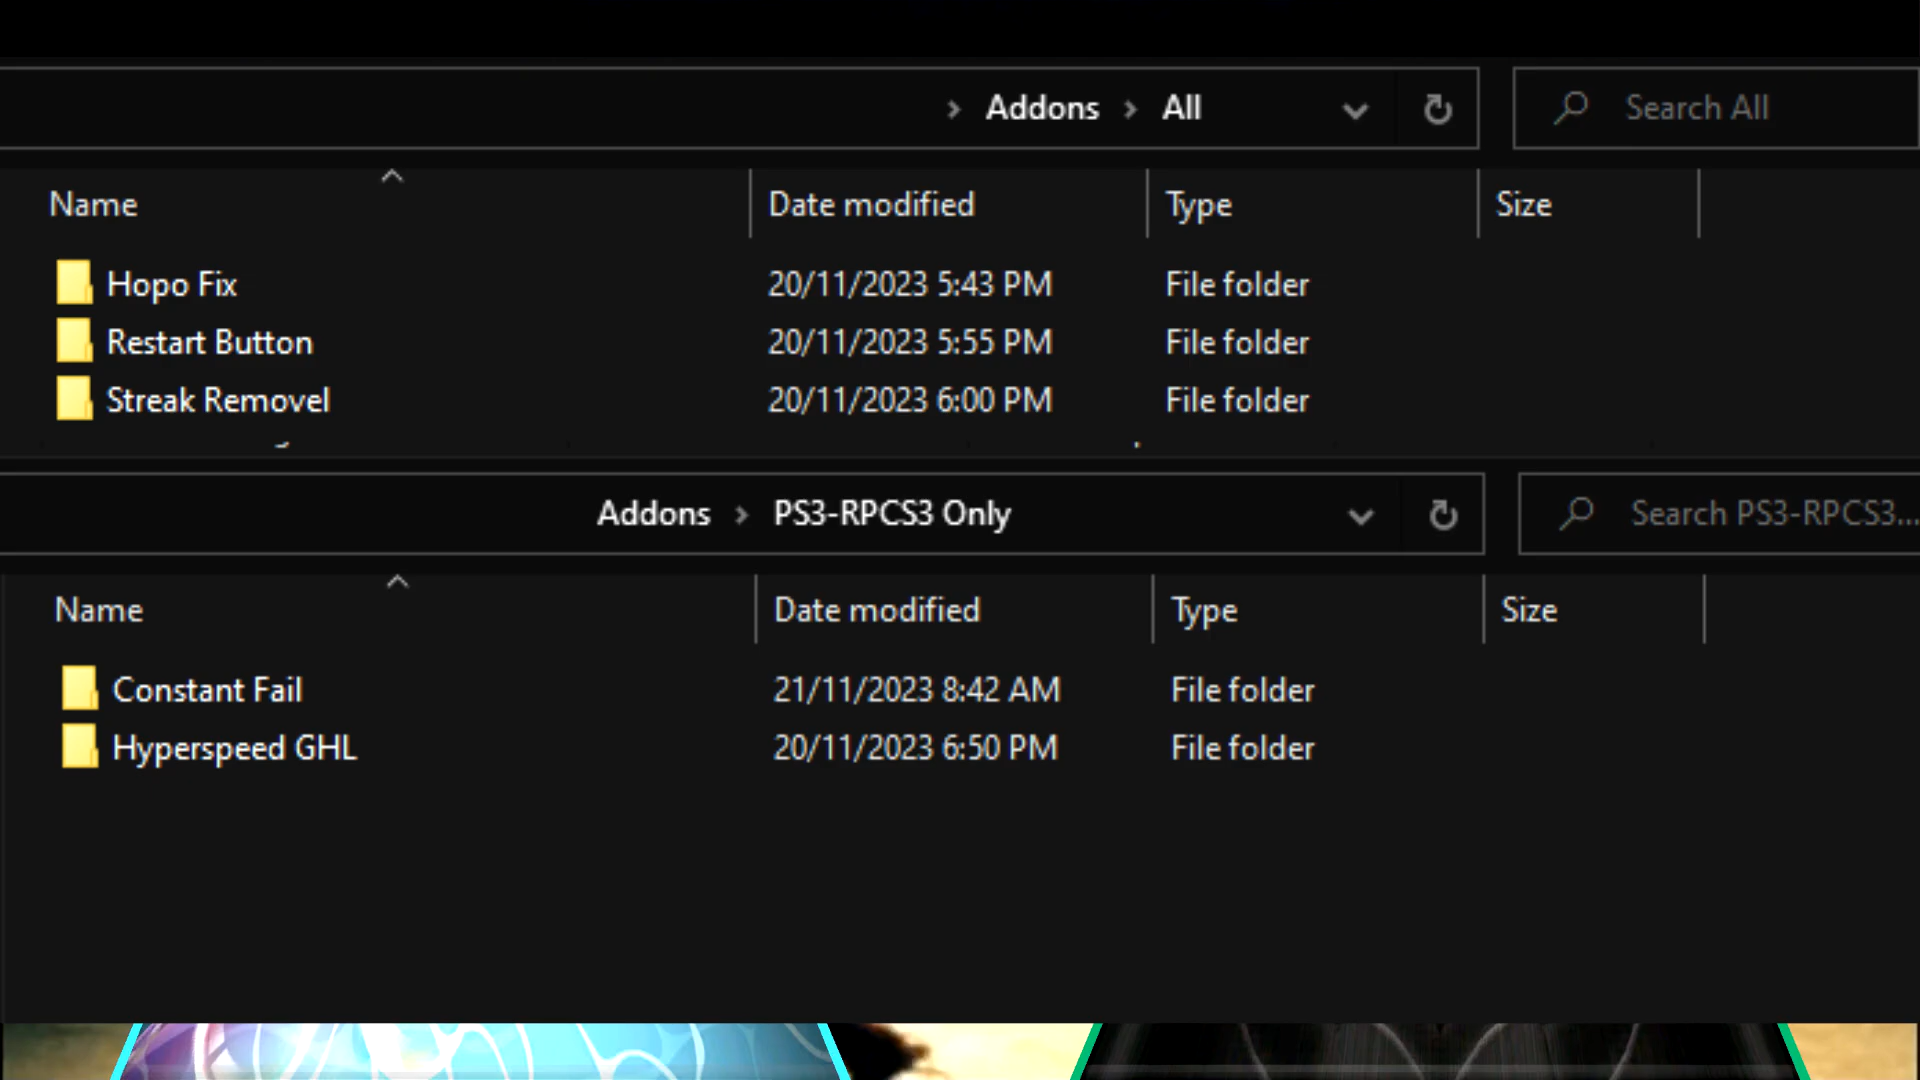 Addons > All
Search All
Name Date modified Type Size
Hopo Fix 20/11/2023 5:43 PM File folder
Restart Button 20/11/2023 5:55 PM File folder
Streak Removel 20/11/2023 6:00 PM File folder
Addons > PS3-RPCS3 Only
Search PS3-RPCS3...
Name Date modified Type Size
Constant Fail 21/11/2023 8:42 AM File folder
Hyperspeed GHL 20/11/2023 6:50 PM File folder